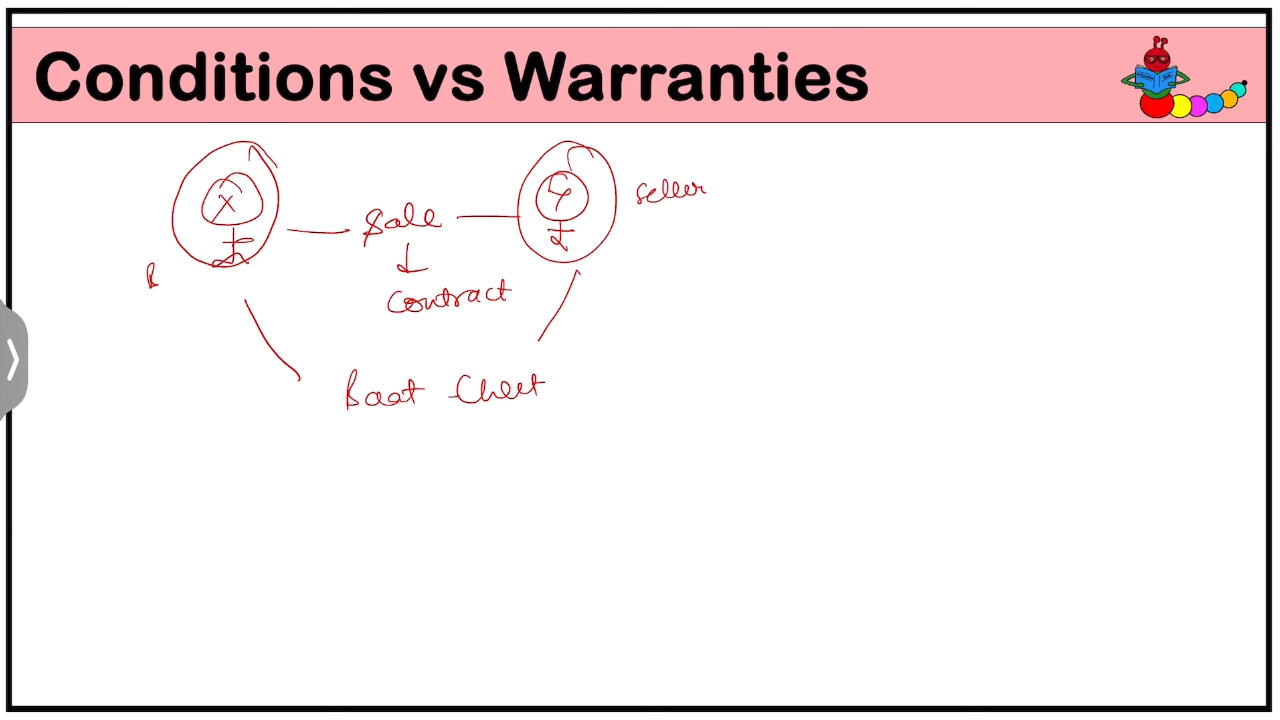 Conditions vs Warranties
X
Y
Seller
Sale
B
Contract
Baat Cheet